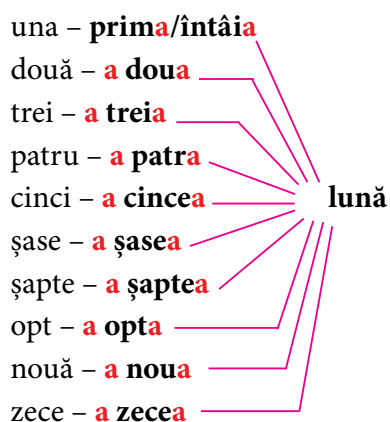 una – prima/întâia
două – a doua
trei – a treia
patru – a patra
cinci – a cincea
șase – a șasea
șapte – a șaptea
opt – a opta
nouă – a noua
zece – a zecea
lună